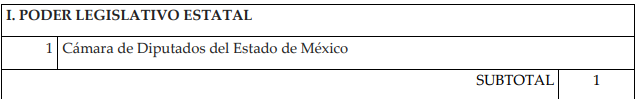 I. PODER LEGISLATIVO ESTATAL
1 Cámara de Diputados del Estado de México
SUBTOTAL 1